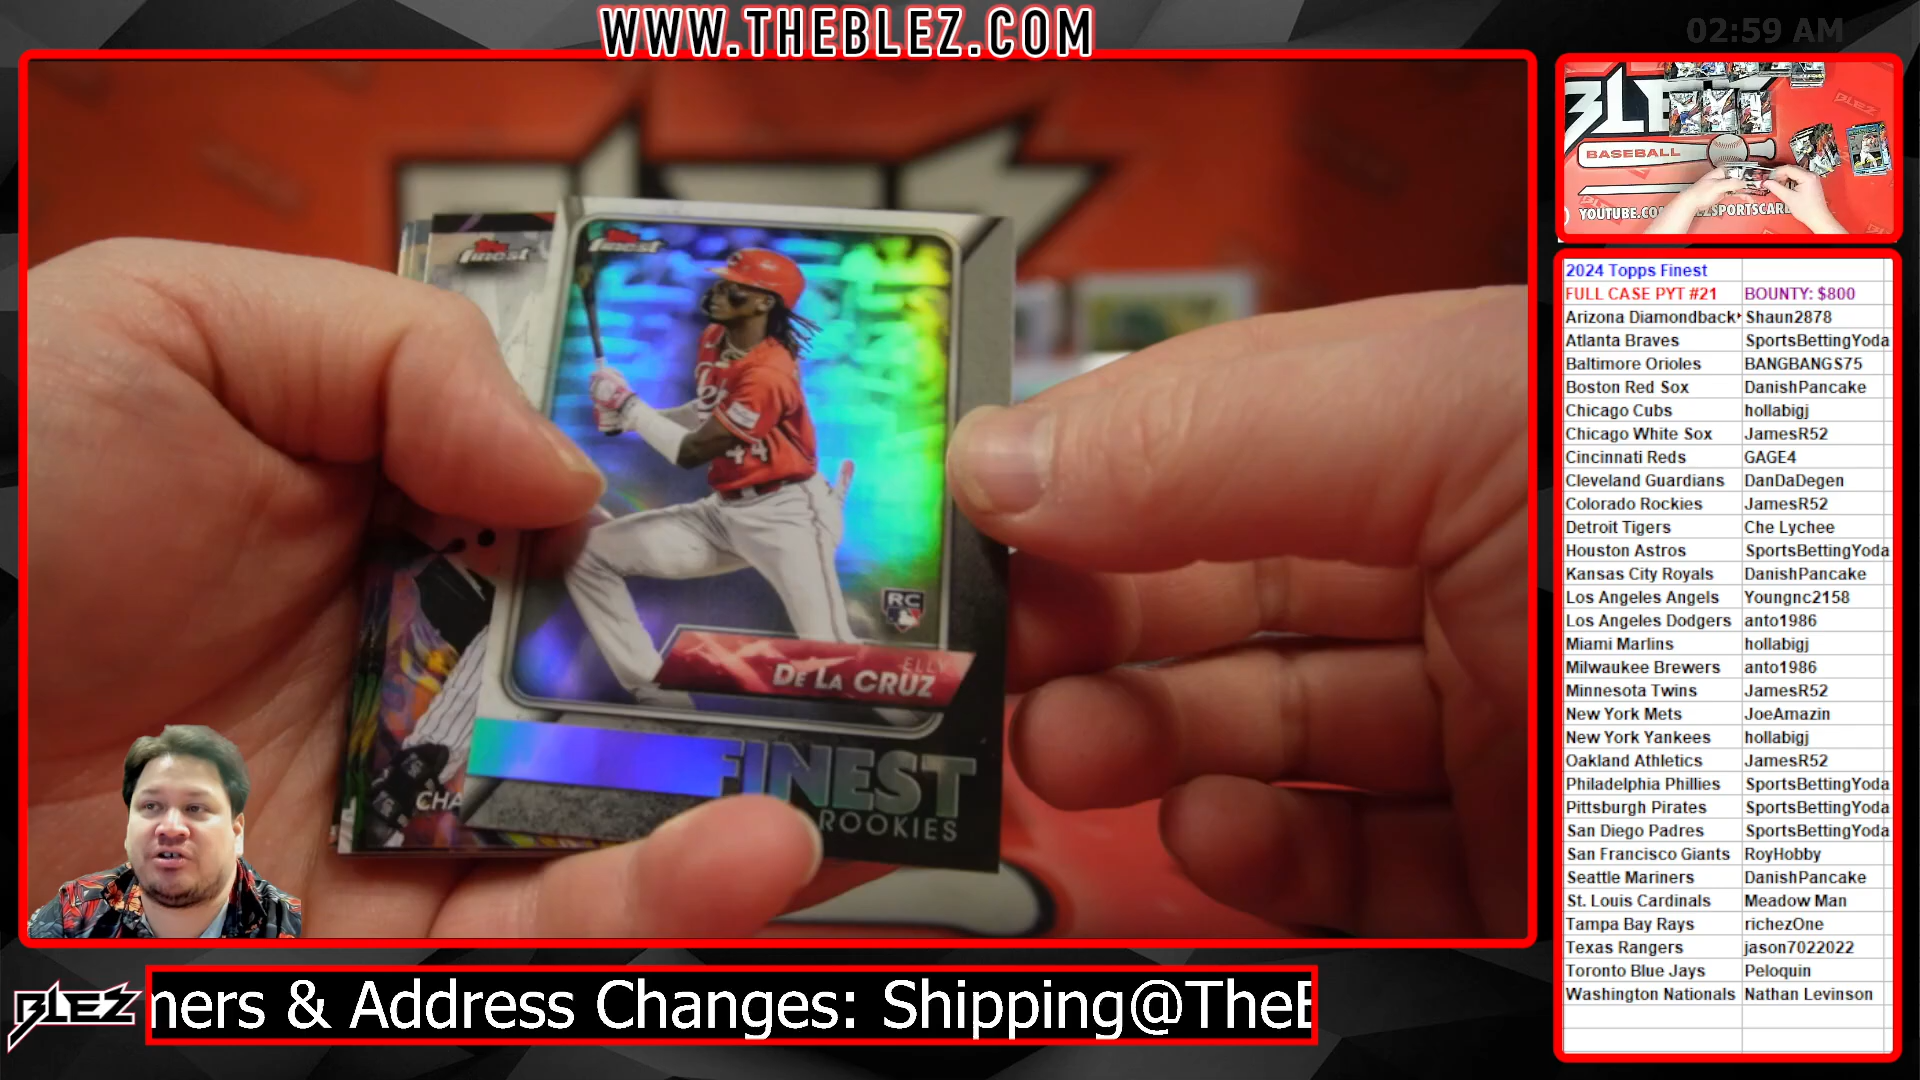 WWW.THEBLEZ.COM
02:59 AM
Topps Finest
Topps Finest
RC
ELLY
DE LA CRUZ
FINEST
ROOKIES
CHA
44
BLEZ
BASEBALL
2024 Topps Finest
FULL CASE PYT #21 BOUNTY: $800
Arizona Diamondback Shaun2878
Atlanta Braves SportsBettingYoda
Baltimore Orioles BANGBANGS75
Boston Red Sox DanishPancake
Chicago Cubs hollabigj
Chicago White Sox JamesR52
Cincinnati Reds GAGE4
Cleveland Guardians DanDaDegen
Colorado Rockies JamesR52
Detroit Tigers Che Lychee
Houston Astros SportsBettingYoda
Kansas City Royals DanishPancake
Los Angeles Angels Youngnc2158
Los Angeles Dodgers anto1986
Miami Marlins hollabigj
Milwaukee Brewers anto1986
Minnesota Twins JamesR52
New York Mets JoeAmazin
New York Yankees hollabigj
Oakland Athletics JamesR52
Philadelphia Phillies SportsBettingYoda
Pittsburgh Pirates SportsBettingYoda
San Diego Padres SportsBettingYoda
San Francisco Giants RoyHobby
Seattle Mariners DanishPancake
St. Louis Cardinals Meadow Man
Tampa Bay Rays richezOne
Texas Rangers jason7022022
Toronto Blue Jays Peloquin
Washington Nationals Nathan Levinson
BLEZ
ners & Address Changes: Shipping@TheB